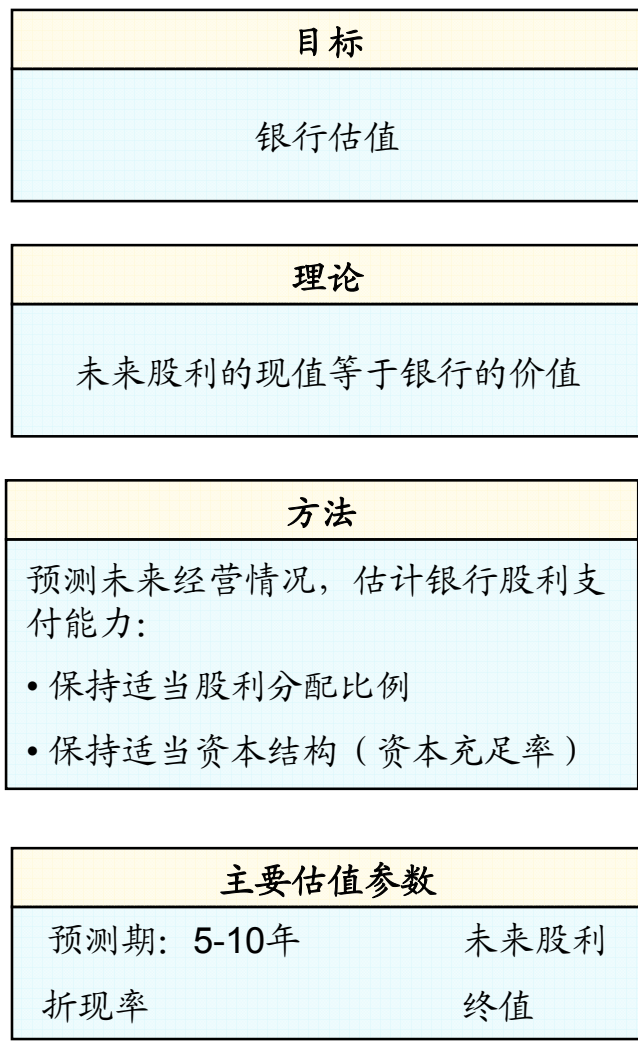 目标
银行估值
理论
未来股利的现值等于银行的价值
方法
预测未来经营情况，估计银行股利支
付能力：
• 保持适当股利分配比例
• 保持适当资本结构（资本充足率）
主要估值参数
预测期：5-10年 未来股利
折现率 终值